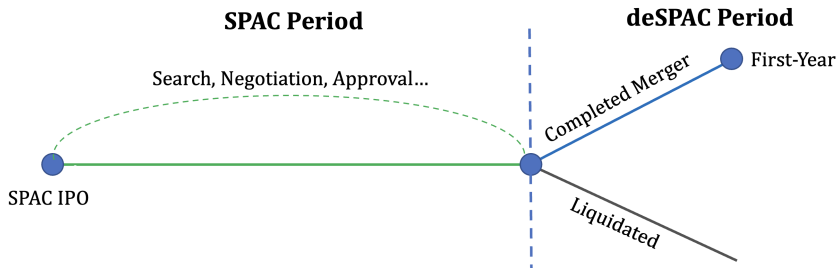 SPAC Period
deSPAC Period
Search, Negotiation, Approval...
Completed Merger
First-Year
SPAC IPO
Liquidated